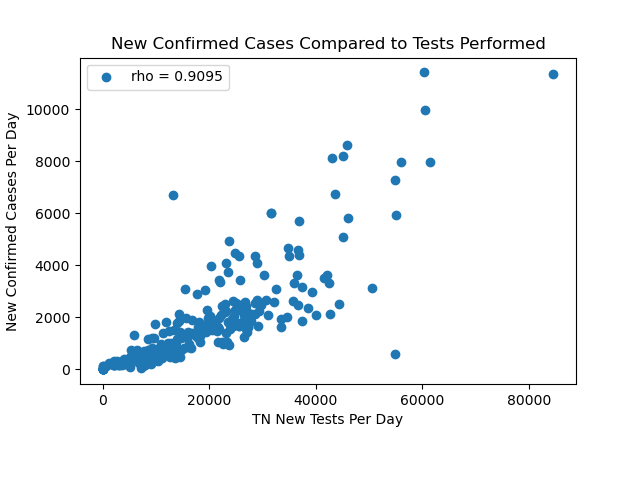 New Confirmed Cases Compared to Tests Performed
rho = 0.9095
New Confirmed Caeses Per Day
10000
8000
6000
4000
2000
0
0 20000 40000 60000 80000
TN New Tests Per Day